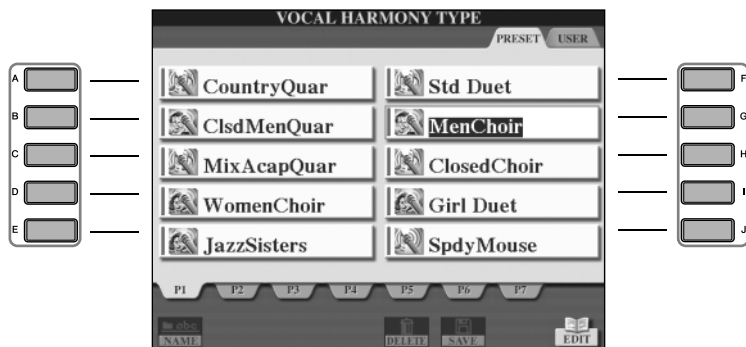 VOCAL HARMONY TYPE
PRESET USER
A CountryQuar Std Duet F
B ClsdMenQuar MenChoir G
C MixAcapQuar ClosedChoir H
D WomenChoir Girl Duet I
E JazzSisters SpdyMouse J
P1 P2 P3 P4 P5 P6 P7
abc
NAME DELETE SAVE EDIT